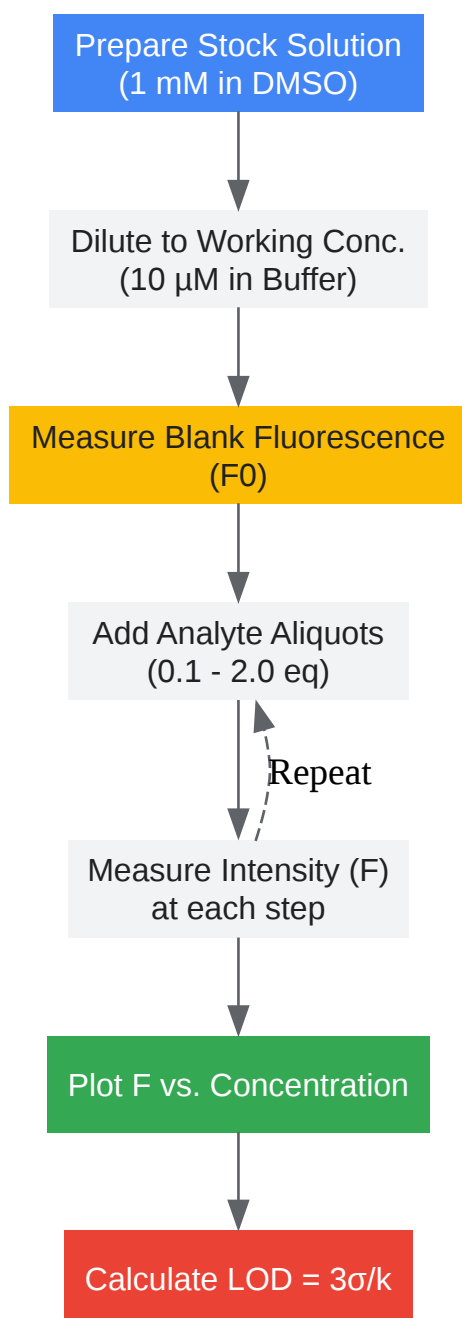 Prepare Stock Solution
(1 mM in DMSO)
Dilute to Working Conc.
(10 µM in Buffer)
Measure Blank Fluorescence
(F0)
Add Analyte Aliquots
(0.1 - 2.0 eq)
Repeat
Measure Intensity (F)
at each step
Plot F vs. Concentration
Calculate LOD = 3σ/k